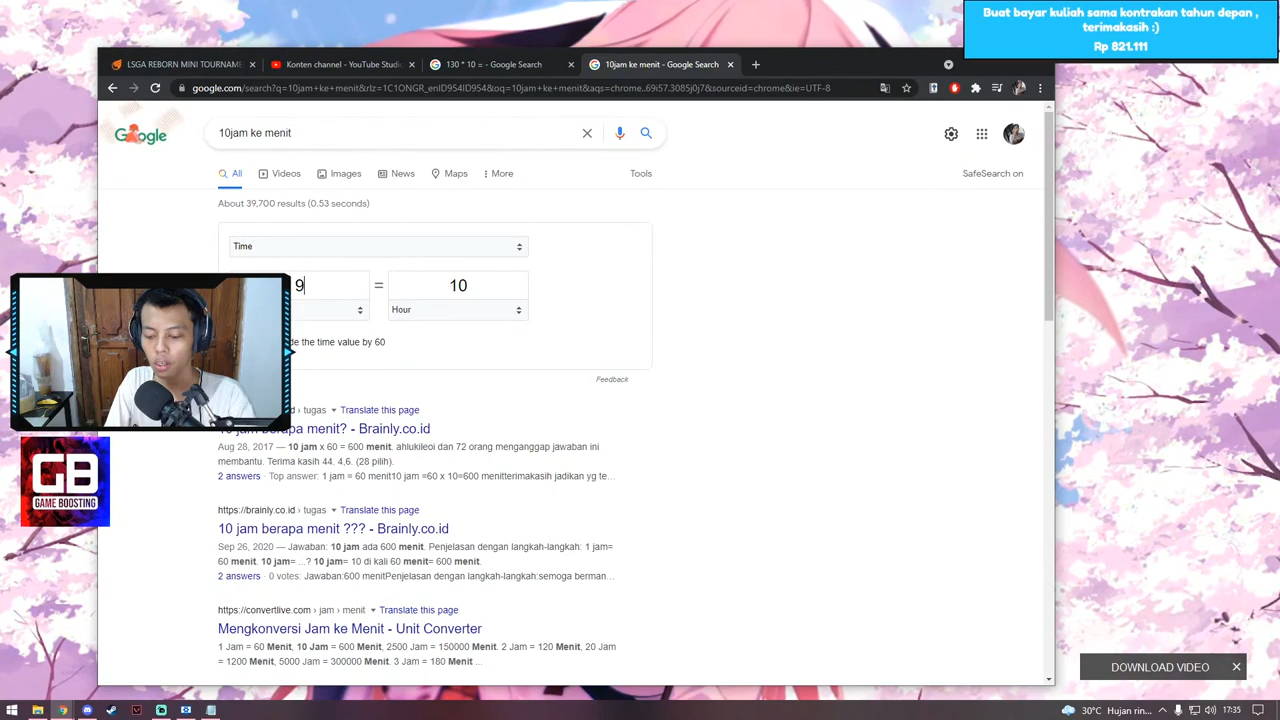 Buat bayar kuliah sama kontrakan tahun depan ,
terimakasih :)
Rp 821.111
LSGA REBORN MINI TOURNAM
Konten channel - YouTube Studi
130 * 10 = - Google Search
10jam ke menit - Google Search
google.com/search?q=10jam+ke+menit&rlz=1C1ONGR_enID954ID954&oq=10jam+ke+menit&aqs=chrome..69i57.3085j0j7&sourceid=chrome&ie=UTF-8
Google
10jam ke menit
All
Videos
Images
News
Maps
More
Tools
SafeSearch on
About 39,700 results (0.53 seconds)
Time
9
=
10
Hour
de the time value by 60
Feedback
d › tugas
Translate this page
10 jam berapa menit? - Brainly.co.id
Aug 28, 2017 — 10 jam x 60 = 600 menit. ahlukileoi dan 72 orang menganggap jawaban ini
membantu. Terima kasih 44. 4,6. (28 pilih).
2 answers · Top answer: 1 jam = 60 menit10 jam =60 x 10=600 menitterimakasih jadikan yg te...
https://brainly.co.id › tugas
Translate this page
10 jam berapa menit ??? - Brainly.co.id
Sep 26, 2020 — Jawaban: 10 jam ada 600 menit. Penjelasan dengan langkah-langkah: 1 jam=
60 menit. 10 jam= ...? 10 jam= 10 di kali 60 menit= 600 menit.
2 answers · 0 votes: Jawaban:600 menitPenjelasan dengan langkah-langkah:semoga berman...
https://convertlive.com › jam › menit
Translate this page
Mengkonversi Jam ke Menit - Unit Converter
1 Jam = 60 Menit, 10 Jam = 600 Menit, 2500 Jam = 150000 Menit. 2 Jam = 120 Menit, 20 Jam
= 1200 Menit, 5000 Jam = 300000 Menit. 3 Jam = 180 Menit ...
GB
GAME BOOSTING
DOWNLOAD VIDEO
30°C Hujan rin...
17:35